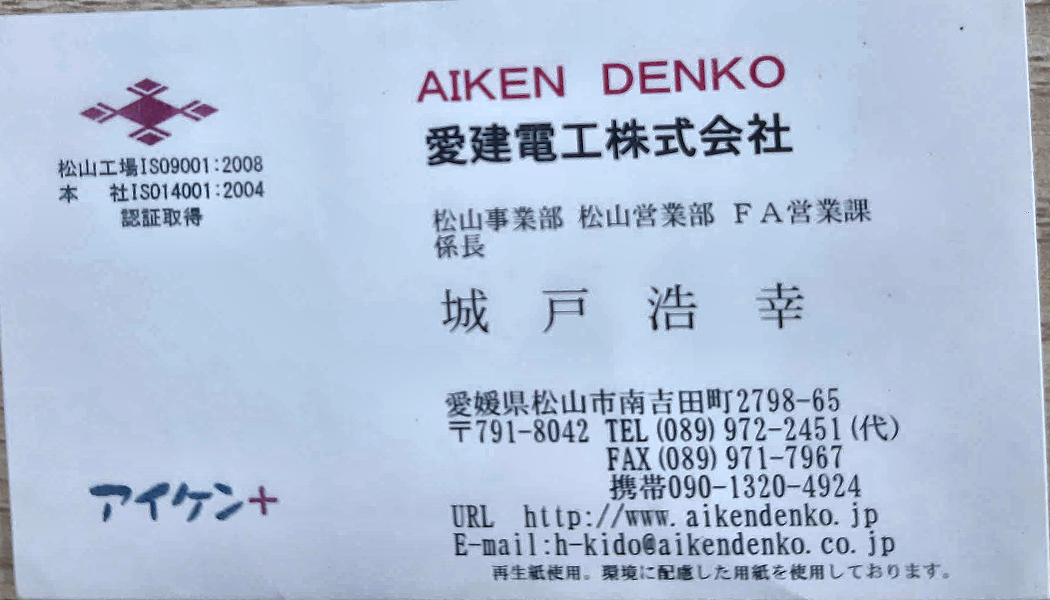 AIKEN DENKO
愛建電工株式会社
松山工場ISO9001:2008
本 社ISO14001:2004
認証取得
松山事業部 松山営業部 FA営業課
係長
城 戸 浩 幸
愛媛県松山市南吉田町2798-65
〒791-8042 TEL(089)972-2451(代)
FAX(089)971-7967
携帯090-1320-4924
URL http://www.aikendenko.jp
E-mail:h-kido@aikendenko.co.jp
再生紙使用。環境に配慮した用紙を使用しております。
アイケン+